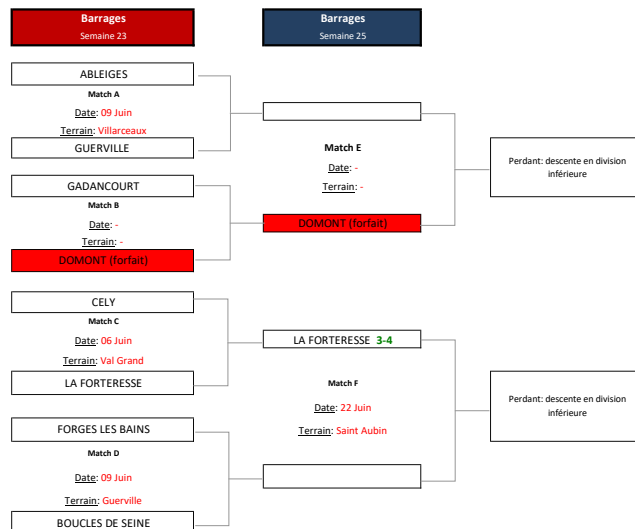 Barrages
Semaine 23
Barrages
Semaine 25
ABLEIGES
Match A
Date: 09 Juin
Terrain: Villarceaux
GUERVILLE
Match E
Date: -
Terrain: -
Perdant: descente en division
inférieure
GADANCOURT
Match B
Date: -
Terrain: -
DOMONT (forfait)
DOMONT (forfait)
CELY
Match C
Date: 06 Juin
Terrain: Val Grand
LA FORTERESSE
LA FORTERESSE 3-4
Match F
Date: 22 Juin
Terrain: Saint Aubin
Perdant: descente en division
inférieure
FORGES LES BAINS
Match D
Date: 09 Juin
Terrain: Guerville
BOUCLES DE SEINE